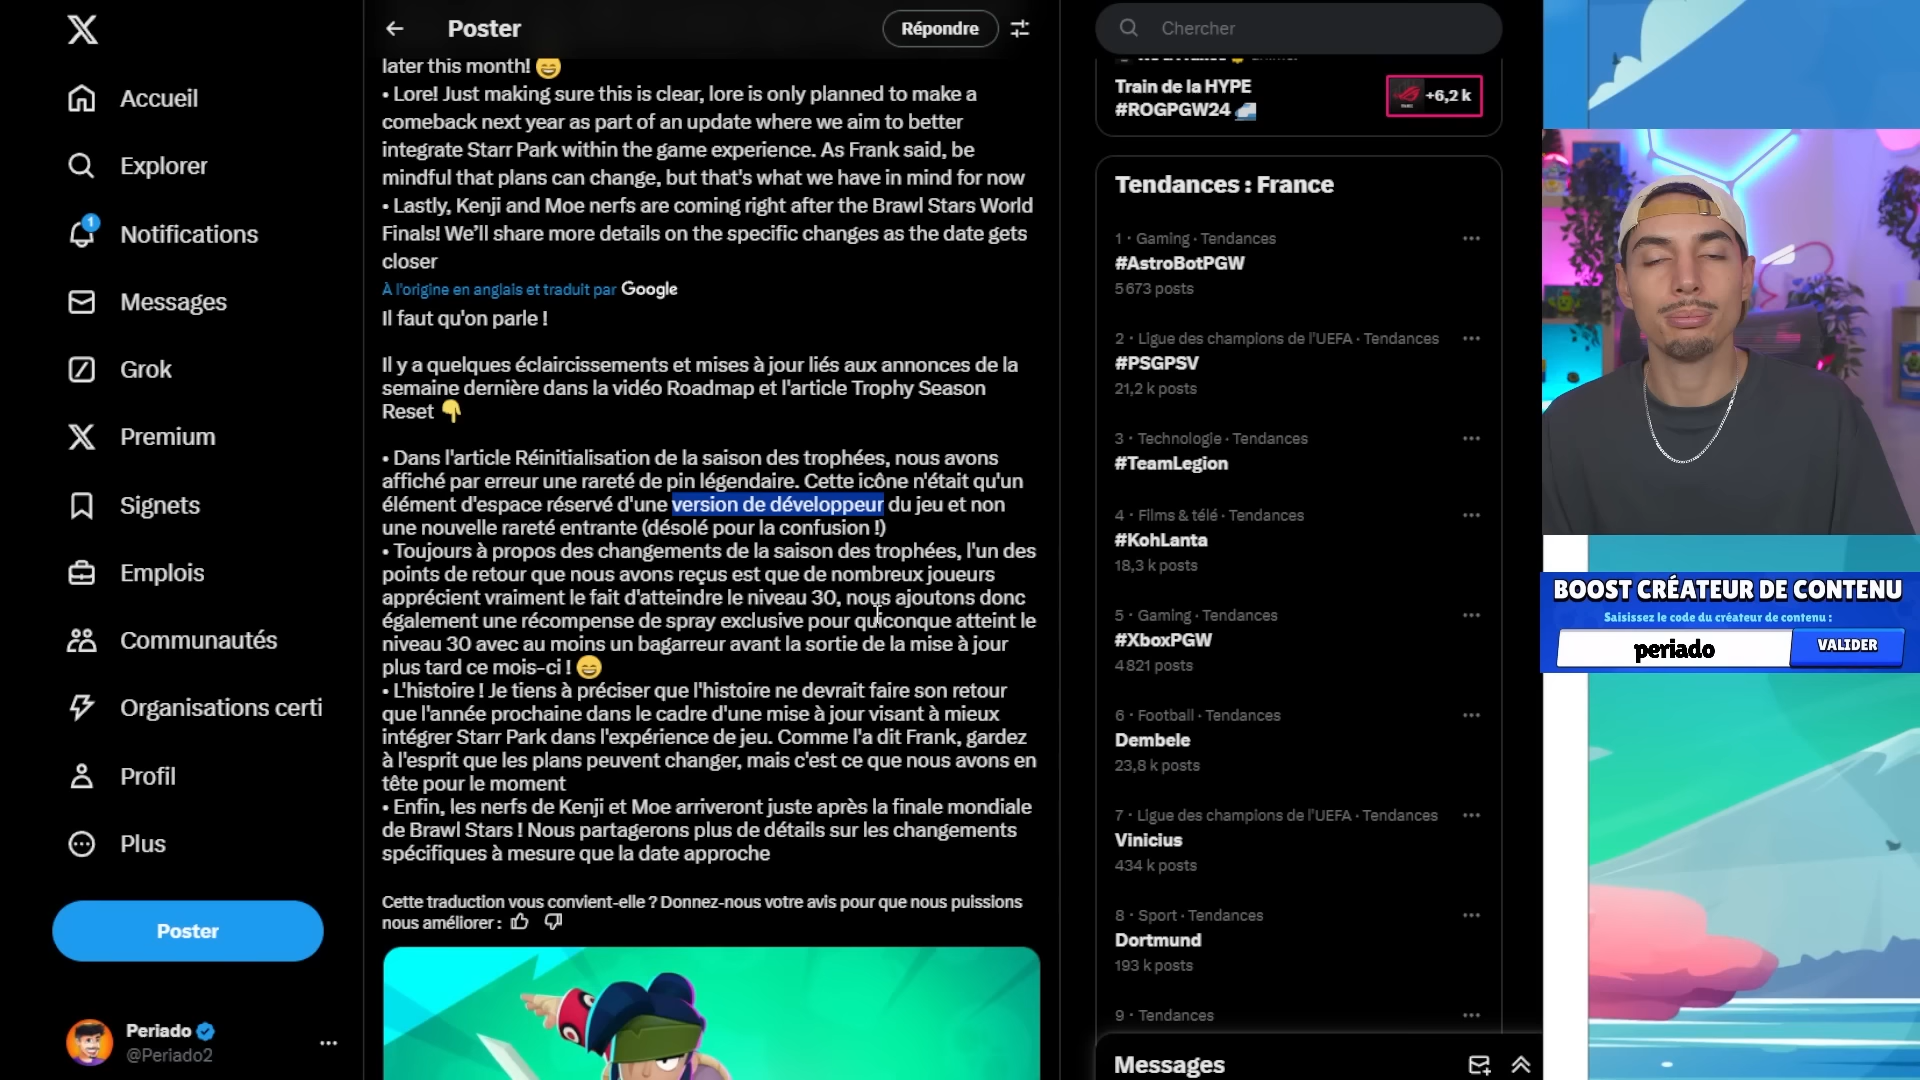 Accueil
Explorer
1
Notifications
Messages
Grok
Premium
Signets
Emplois
Communautés
Organisations certi
Profil
Plus
Poster
Periado
@Periado2
Poster
Répondre
later this month! 😄
• Lore! Just making sure this is clear, lore is only planned to make a
comeback next year as part of an update where we aim to better
integrate Starr Park within the game experience. As Frank said, be
mindful that plans can change, but that's what we have in mind for now
• Lastly, Kenji and Moe nerfs are coming right after the Brawl Stars World
Finals! We’ll share more details on the specific changes as the date gets
closer
À l'origine en anglais et traduit par Google
Il faut qu'on parle !
Il y a quelques éclaircissements et mises à jour liés aux annonces de la
semaine dernière dans la vidéo Roadmap et l'article Trophy Season
Reset 👇
• Dans l'article Réinitialisation de la saison des trophées, nous avons
affiché par erreur une rareté de pin légendaire. Cette icône n'était qu'un
élément d'espace réservé d'une version de développeur du jeu et non
une nouvelle rareté entrante (désolé pour la confusion !)
• Toujours à propos des changements de la saison des trophées, l'un des
points de retour que nous avons reçus est que de nombreux joueurs
apprécient vraiment le fait d'atteindre le niveau 30, nous ajoutons donc
également une récompense de spray exclusive pour quiconque atteint le
niveau 30 avec au moins un bagarreur avant la sortie de la mise à jour
plus tard ce mois-ci ! 😄
• L'histoire ! Je tiens à préciser que l'histoire ne devrait faire son retour
que l'année prochaine dans le cadre d'une mise à jour visant à mieux
intégrer Starr Park dans l'expérience de jeu. Comme l'a dit Frank, gardez
à l'esprit que les plans peuvent changer, mais c'est ce que nous avons en
tête pour le moment
• Enfin, les nerfs de Kenji et Moe arriveront juste après la finale mondiale
de Brawl Stars ! Nous partagerons plus de détails sur les changements
spécifiques à mesure que la date approche
Cette traduction vous convient-elle ? Donnez-nous votre avis pour que nous puissions
nous améliorer :
Chercher
Train de la HYPE
#ROGPGW24
+6,2 k
Tendances : France
1 · Gaming · Tendances
#AstroBotPGW
5 673 posts
2 · Ligue des champions de l'UEFA · Tendances
#PSGPSV
21,2 k posts
3 · Technologie · Tendances
#TeamLegion
4 · Films & télé · Tendances
#KohLanta
18,3 k posts
5 · Gaming · Tendances
#XboxPGW
4 821 posts
6 · Football · Tendances
Dembele
23,8 k posts
7 · Ligue des champions de l'UEFA · Tendances
Vinicius
434 k posts
8 · Sport · Tendances
Dortmund
193 k posts
9 · Tendances
Messages
BOOST CRÉATEUR DE CONTENU
Saisissez le code du créateur de contenu :
periado
VALIDER